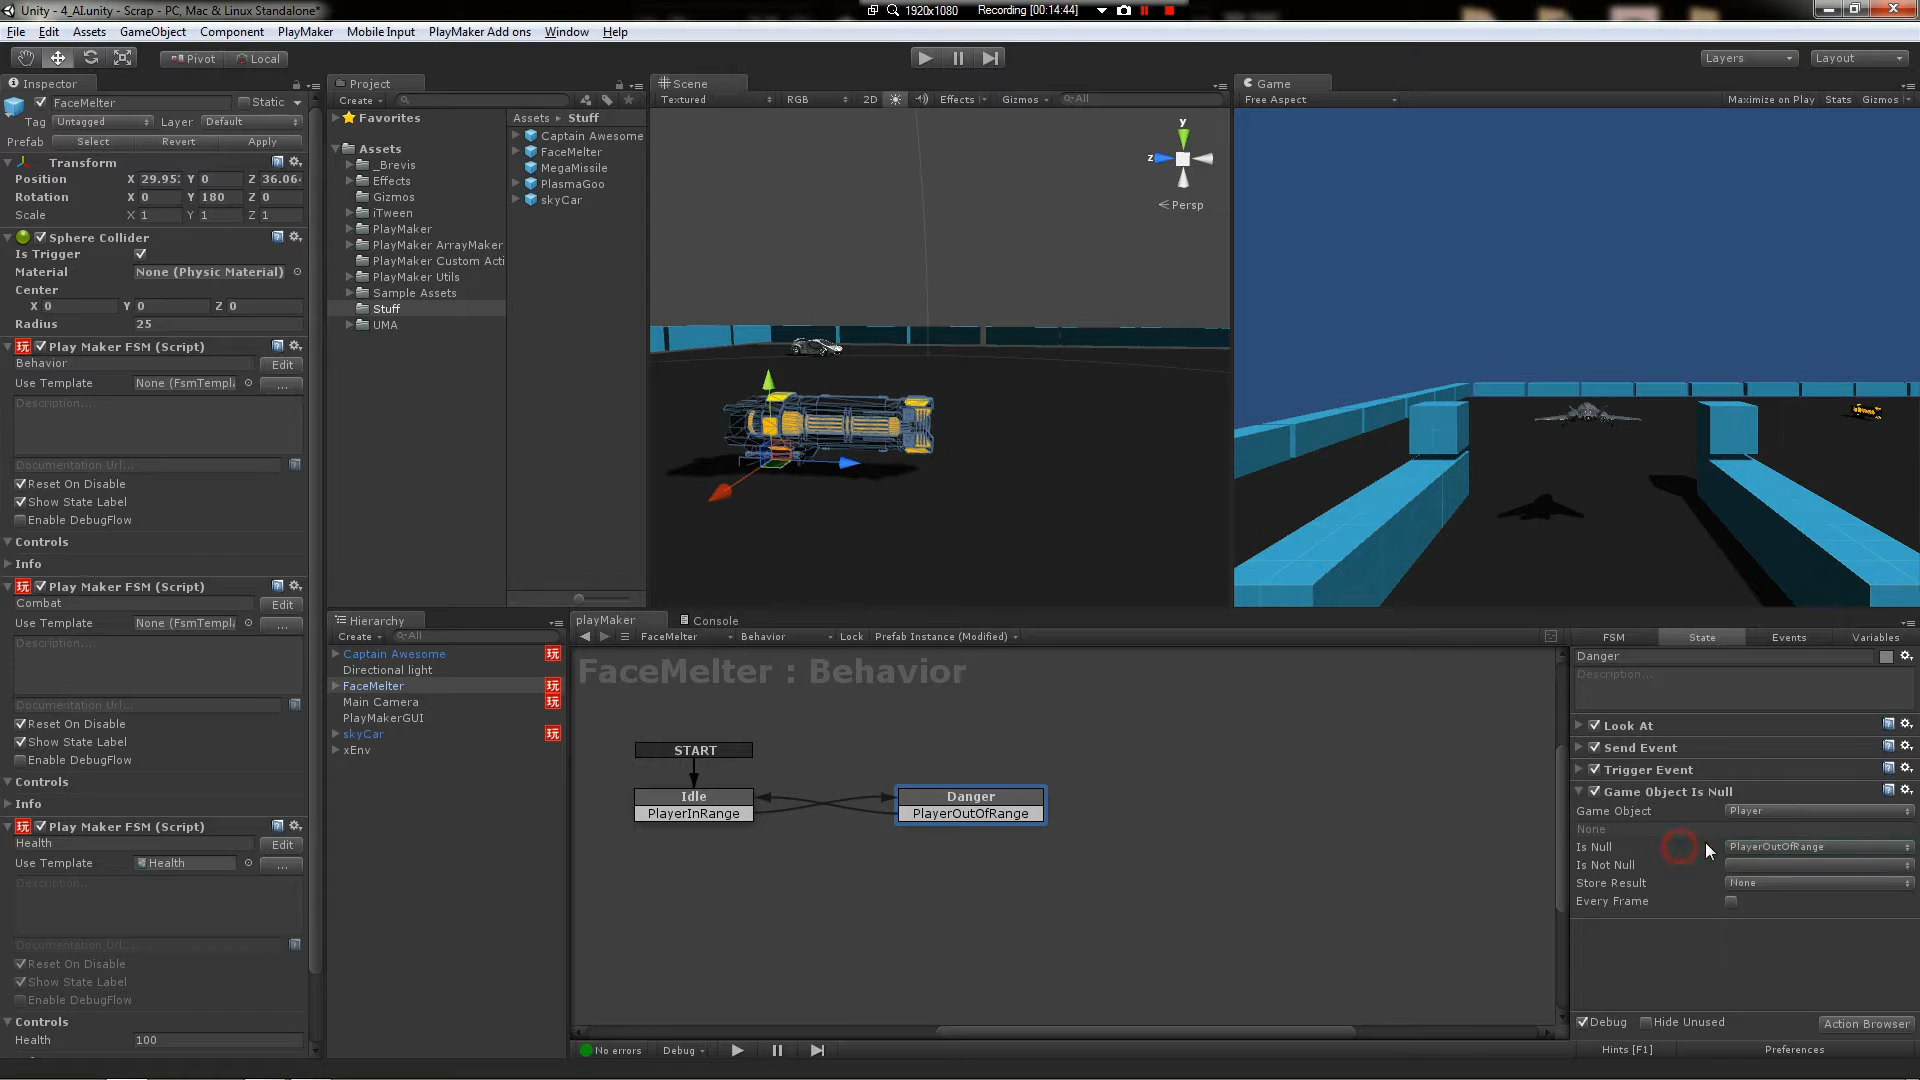 Unity - 4_AI.unity - Scrap - PC, Mac & Linux Standalone*
1920x1080
Recording [00:14:44]
File Edit Assets GameObject Component PlayMaker Mobile Input PlayMaker Add ons Window Help
Pivot Local
Layers
Layout
Inspector
FaceMelter Static
Tag Untagged Layer Default
Prefab Select Revert Apply
Transform
Position X 29.95 Y 0 Z 36.06
Rotation X 0 Y 180 Z 0
Scale X 1 Y 1 Z 1
Sphere Collider
Is Trigger
Material None (Physic Material)
Center
X 0 Y 0 Z 0
Radius 25
玩 Play Maker FSM (Script)
Behavior Edit
Use Template None (FsmTempl ...
Description...
Documentation Url...
Reset On Disable
Show State Label
Enable DebugFlow
Controls
Info
玩 Play Maker FSM (Script)
Combat Edit
Use Template None (FsmTempl ...
Description...
Documentation Url...
Reset On Disable
Show State Label
Enable DebugFlow
Controls
Info
玩 Play Maker FSM (Script)
Health Edit
Use Template Health ...
Description...
Documentation Url...
Reset On Disable
Show State Label
Enable DebugFlow
Controls
Health 100
Project
Create
Favorites
Assets
_Brevis
Effects
Gizmos
iTween
PlayMaker
PlayMaker ArrayMaker
PlayMaker Custom Acti
PlayMaker Utils
Sample Assets
Stuff
UMA
Assets Stuff
Captain Awesome
FaceMelter
MegaMissile
PlasmaGoo
skyCar
Scene
Textured RGB 2D Effects Gizmos All
y
z
Persp
Game
Free Aspect Maximize on Play Stats Gizmos
Hierarchy
Create All
Captain Awesome 玩
Directional light
FaceMelter 玩
Main Camera 玩
PlayMakerGUI
skyCar 玩
xEnv
playMaker Console
FaceMelter Behavior Lock Prefab Instance (Modified)
FaceMelter : Behavior
START
Idle
PlayerInRange
Danger
PlayerOutOfRange
No errors Debug
FSM State Events Variables
Danger
Description...
Look At
Send Event
Trigger Event
Game Object Is Null
Game Object Player
None
Is Null PlayerOutOfRange
Is Not Null
Store Result None
Every Frame
Debug Hide Unused Action Browser
Hints [F1] Preferences